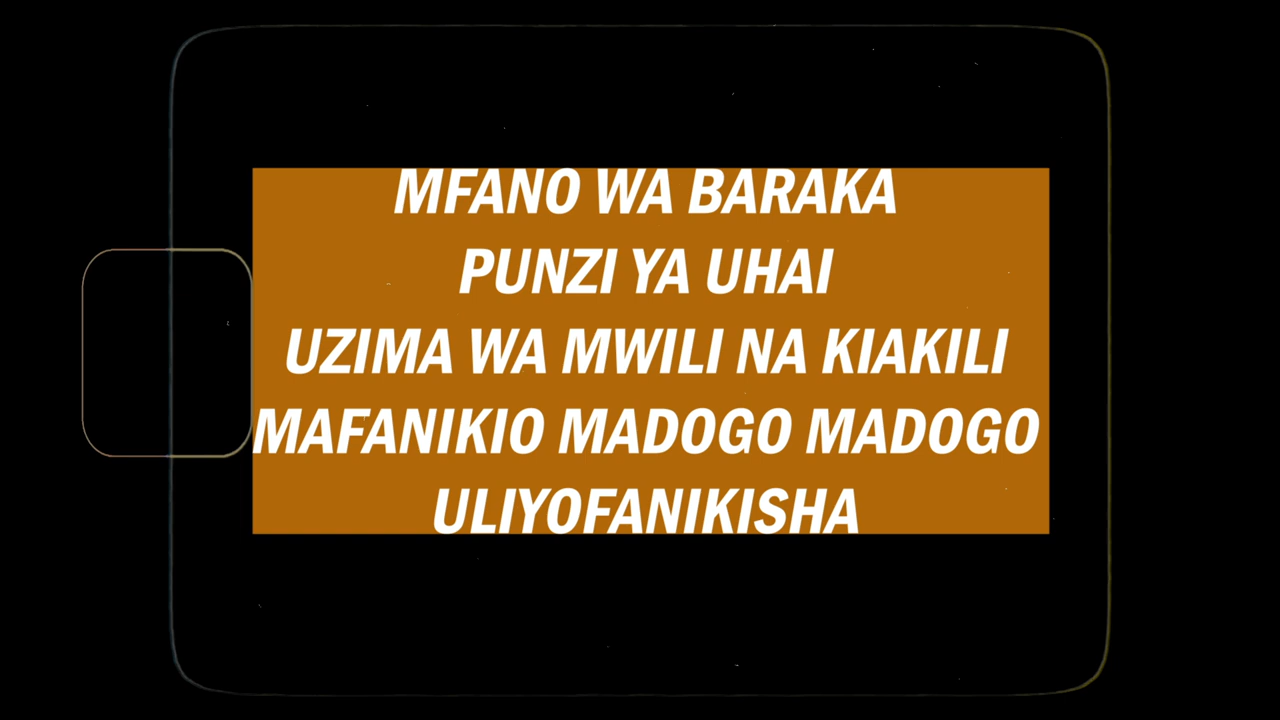 MFANO WA BARAKA
PUNZI YA UHAI
UZIMA WA MWILI NA KIAKILI
MAFANIKIO MADOGO MADOGO
ULIYOFANIKISHA